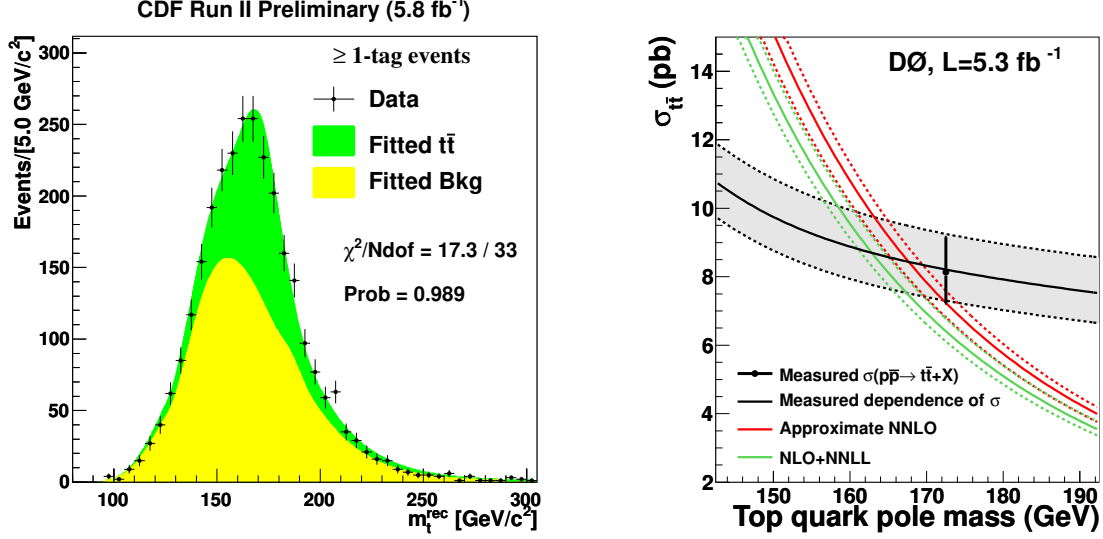 CDF Run II Preliminary (5.8 fb⁻¹)
Events/[5.0 GeV/c²]
300
250
200
150
100
50
0
≥ 1-tag events
Data
Fitted tt̄
Fitted Bkg
χ²/Ndof = 17.3 / 33
Prob = 0.989
100 150 200 250 300
m_t^rec [GeV/c²]
σ_tt̄ (pb)
14
12
10
8
6
4
2
DØ, L=5.3 fb⁻¹
Measured σ(pp̄→ tt̄+X)
Measured dependence of σ
Approximate NNLO
NLO+NNLL
150 160 170 180 190
Top quark pole mass (GeV)